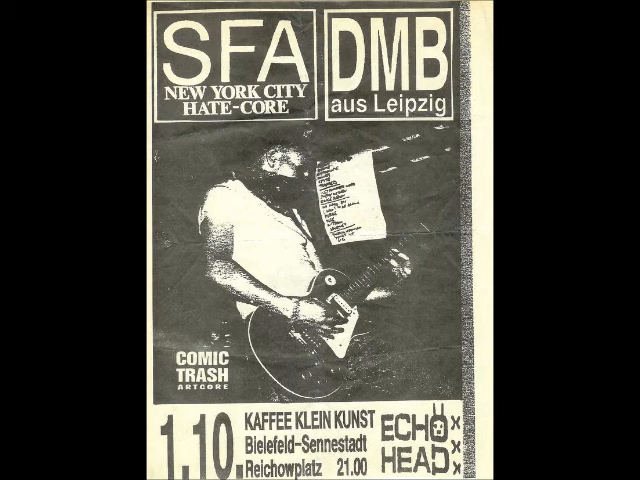 SFA
NEW YORK CITY
HATE-CORE
DMB
aus Leipzig
COMIC
TRASH
ARTCORE
1.10.
KAFFEE KLEIN KUNST
Bielefeld-Sennestadt
Reichowplatz 21.00
ECHO
HEAD